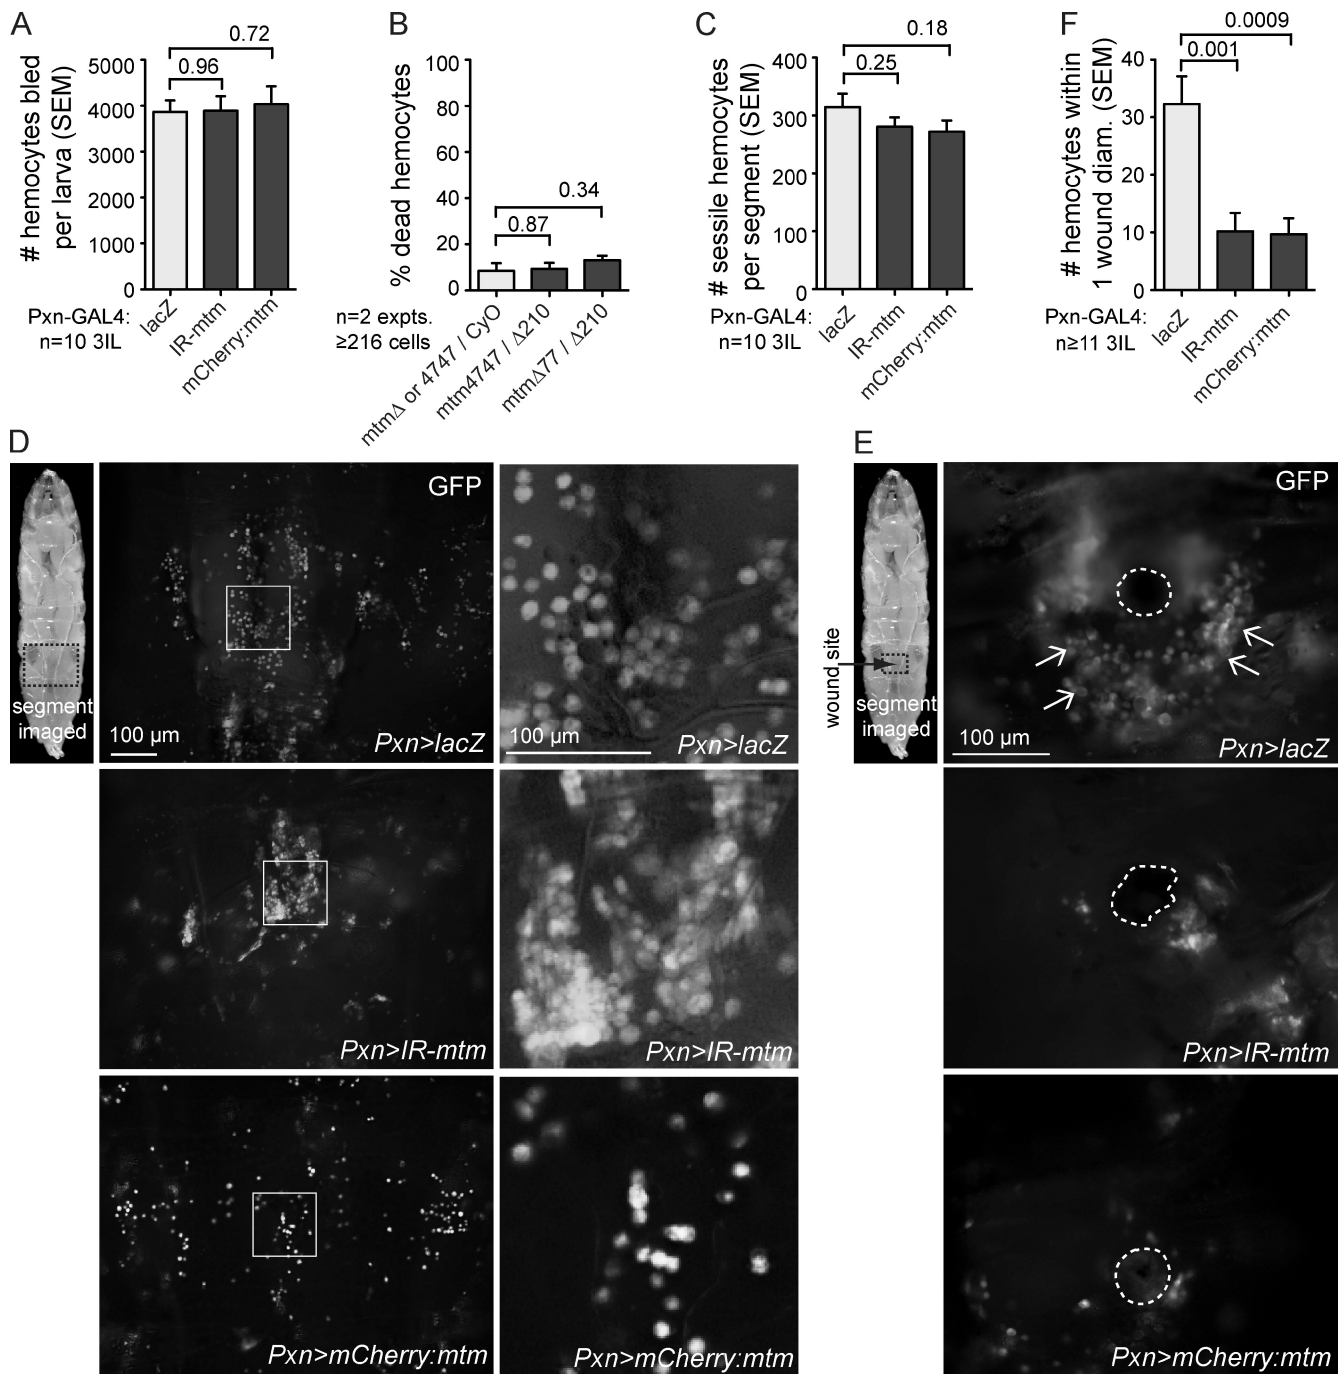 A
# hemocytes bled
per larva (SEM)
5000
4000
3000
2000
1000
0
0.72
0.96
Pxn-GAL4:
n=10 3IL
lacZ
IR-mtm
mCherry:mtm
B
% dead hemocytes
100
80
60
40
20
0
0.34
0.87
n=2 expts.
≥216 cells
mtmΔ or 4747 / CyO
mtm4747 / Δ210
mtmΔ77 / Δ210
C
# sessile hemocytes
per segment (SEM)
400
300
200
100
0
0.18
0.25
Pxn-GAL4:
n=10 3IL
lacZ
IR-mtm
mCherry:mtm
F
# hemocytes within
1 wound diam. (SEM)
40
30
20
10
0
0.0009
0.001
Pxn-GAL4:
n≥11 3IL
lacZ
IR-mtm
mCherry:mtm
D
segment
imaged
GFP
100 µm
Pxn>lacZ
100 µm
Pxn>lacZ
Pxn>IR-mtm
Pxn>IR-mtm
Pxn>mCherry:mtm
Pxn>mCherry:mtm
E
wound site
segment
imaged
GFP
100 µm
Pxn>lacZ
Pxn>IR-mtm
Pxn>mCherry:mtm